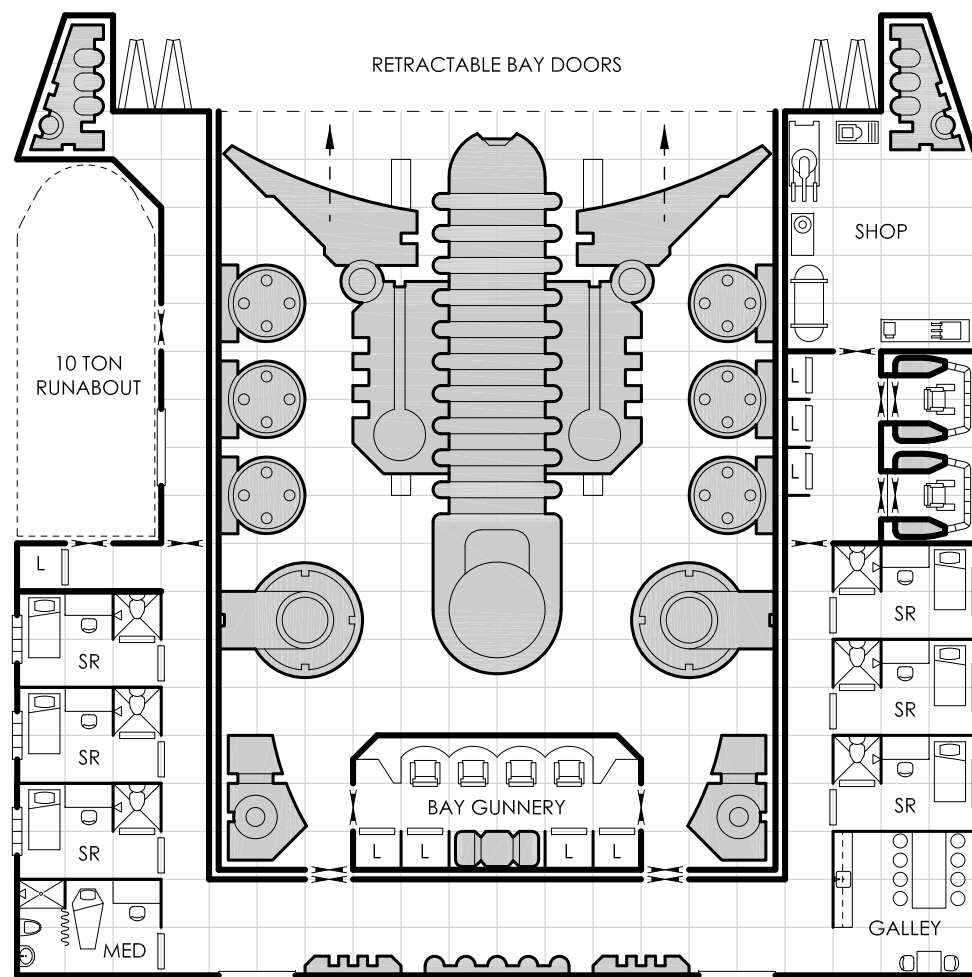 RETRACTABLE BAY DOORS
SHOP
10 TON
RUNABOUT
L
L
L
L
SR
SR
SR
SR
SR
SR
BAY GUNNERY
L
L
L
L
MED
GALLEY